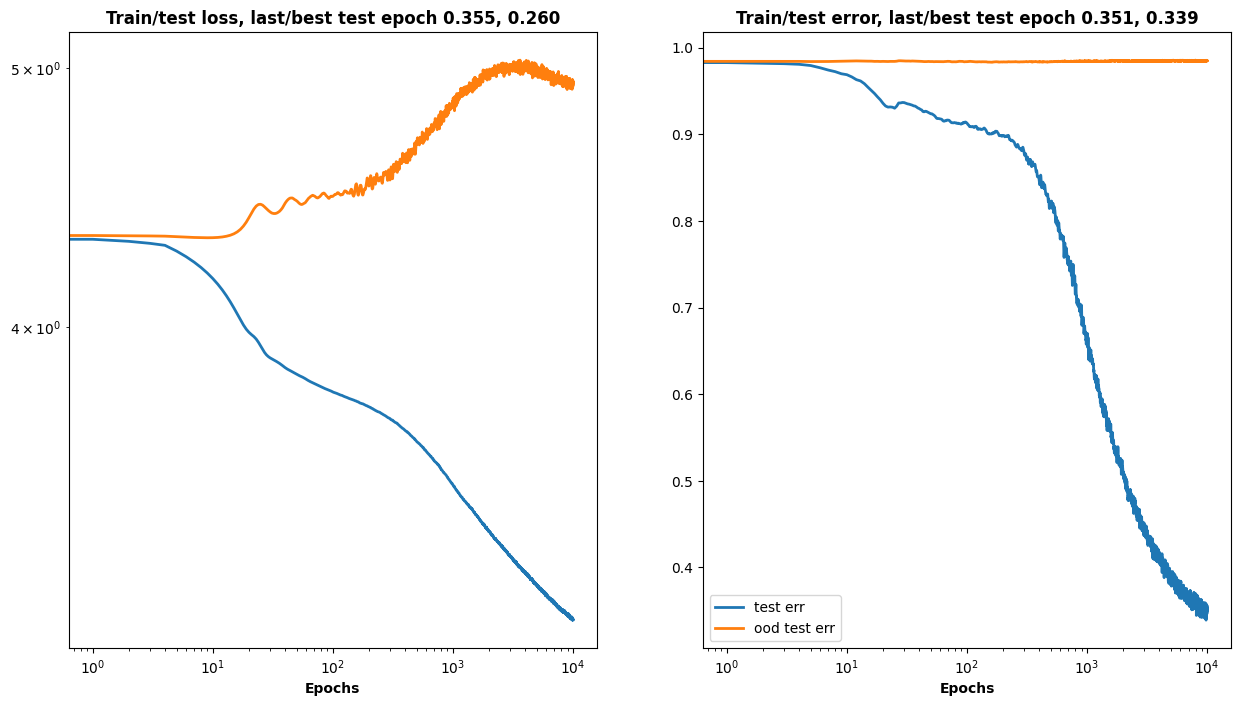 Train/test loss, last/best test epoch 0.355, 0.260
5 × 10⁰
4 × 10⁰
10⁰ 10¹ 10² 10³ 10⁴
Epochs
Train/test error, last/best test epoch 0.351, 0.339
1.0
0.9
0.8
0.7
0.6
0.5
0.4
test err
ood test err
10⁰ 10¹ 10² 10³ 10⁴
Epochs